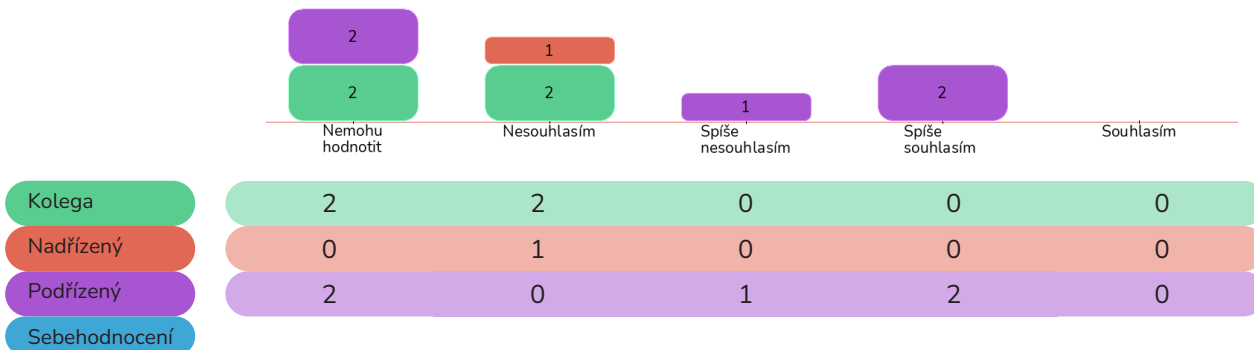 2
1
2
2
1
2
Nemohu
hodnotit
Nesouhlasím
Spíše
nesouhlasím
Spíše
souhlasím
Souhlasím
Kolega 2 2 0 0 0
Nadřízený 0 1 0 0 0
Podřízený 2 0 1 2 0
Sebehodnocení